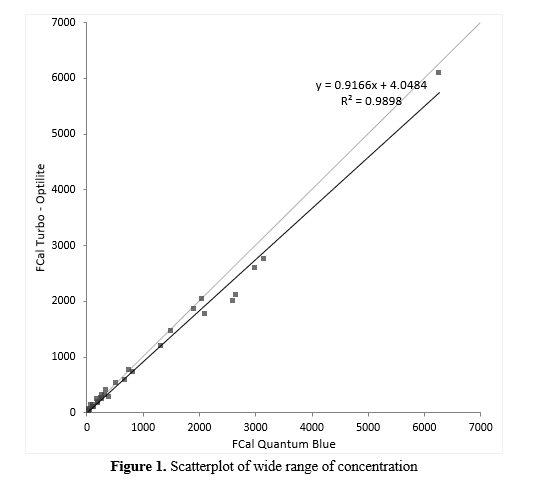 7000
6000
5000
4000
3000
2000
1000
0
FCal Turbo - Optilite
y = 0.9166x + 4.0484
R² = 0.9898
0 1000 2000 3000 4000 5000 6000 7000
FCal Quantum Blue
Figure 1. Scatterplot of wide range of concentration